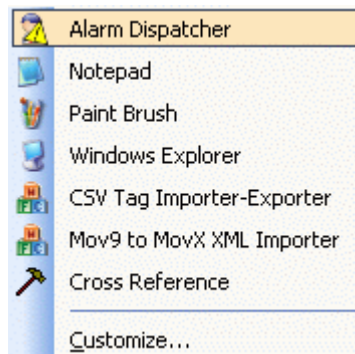 Alarm Dispatcher
Notepad
Paint Brush
Windows Explorer
CSV Tag Importer-Exporter
Mov9 to MovX XML Importer
Cross Reference
Customize...